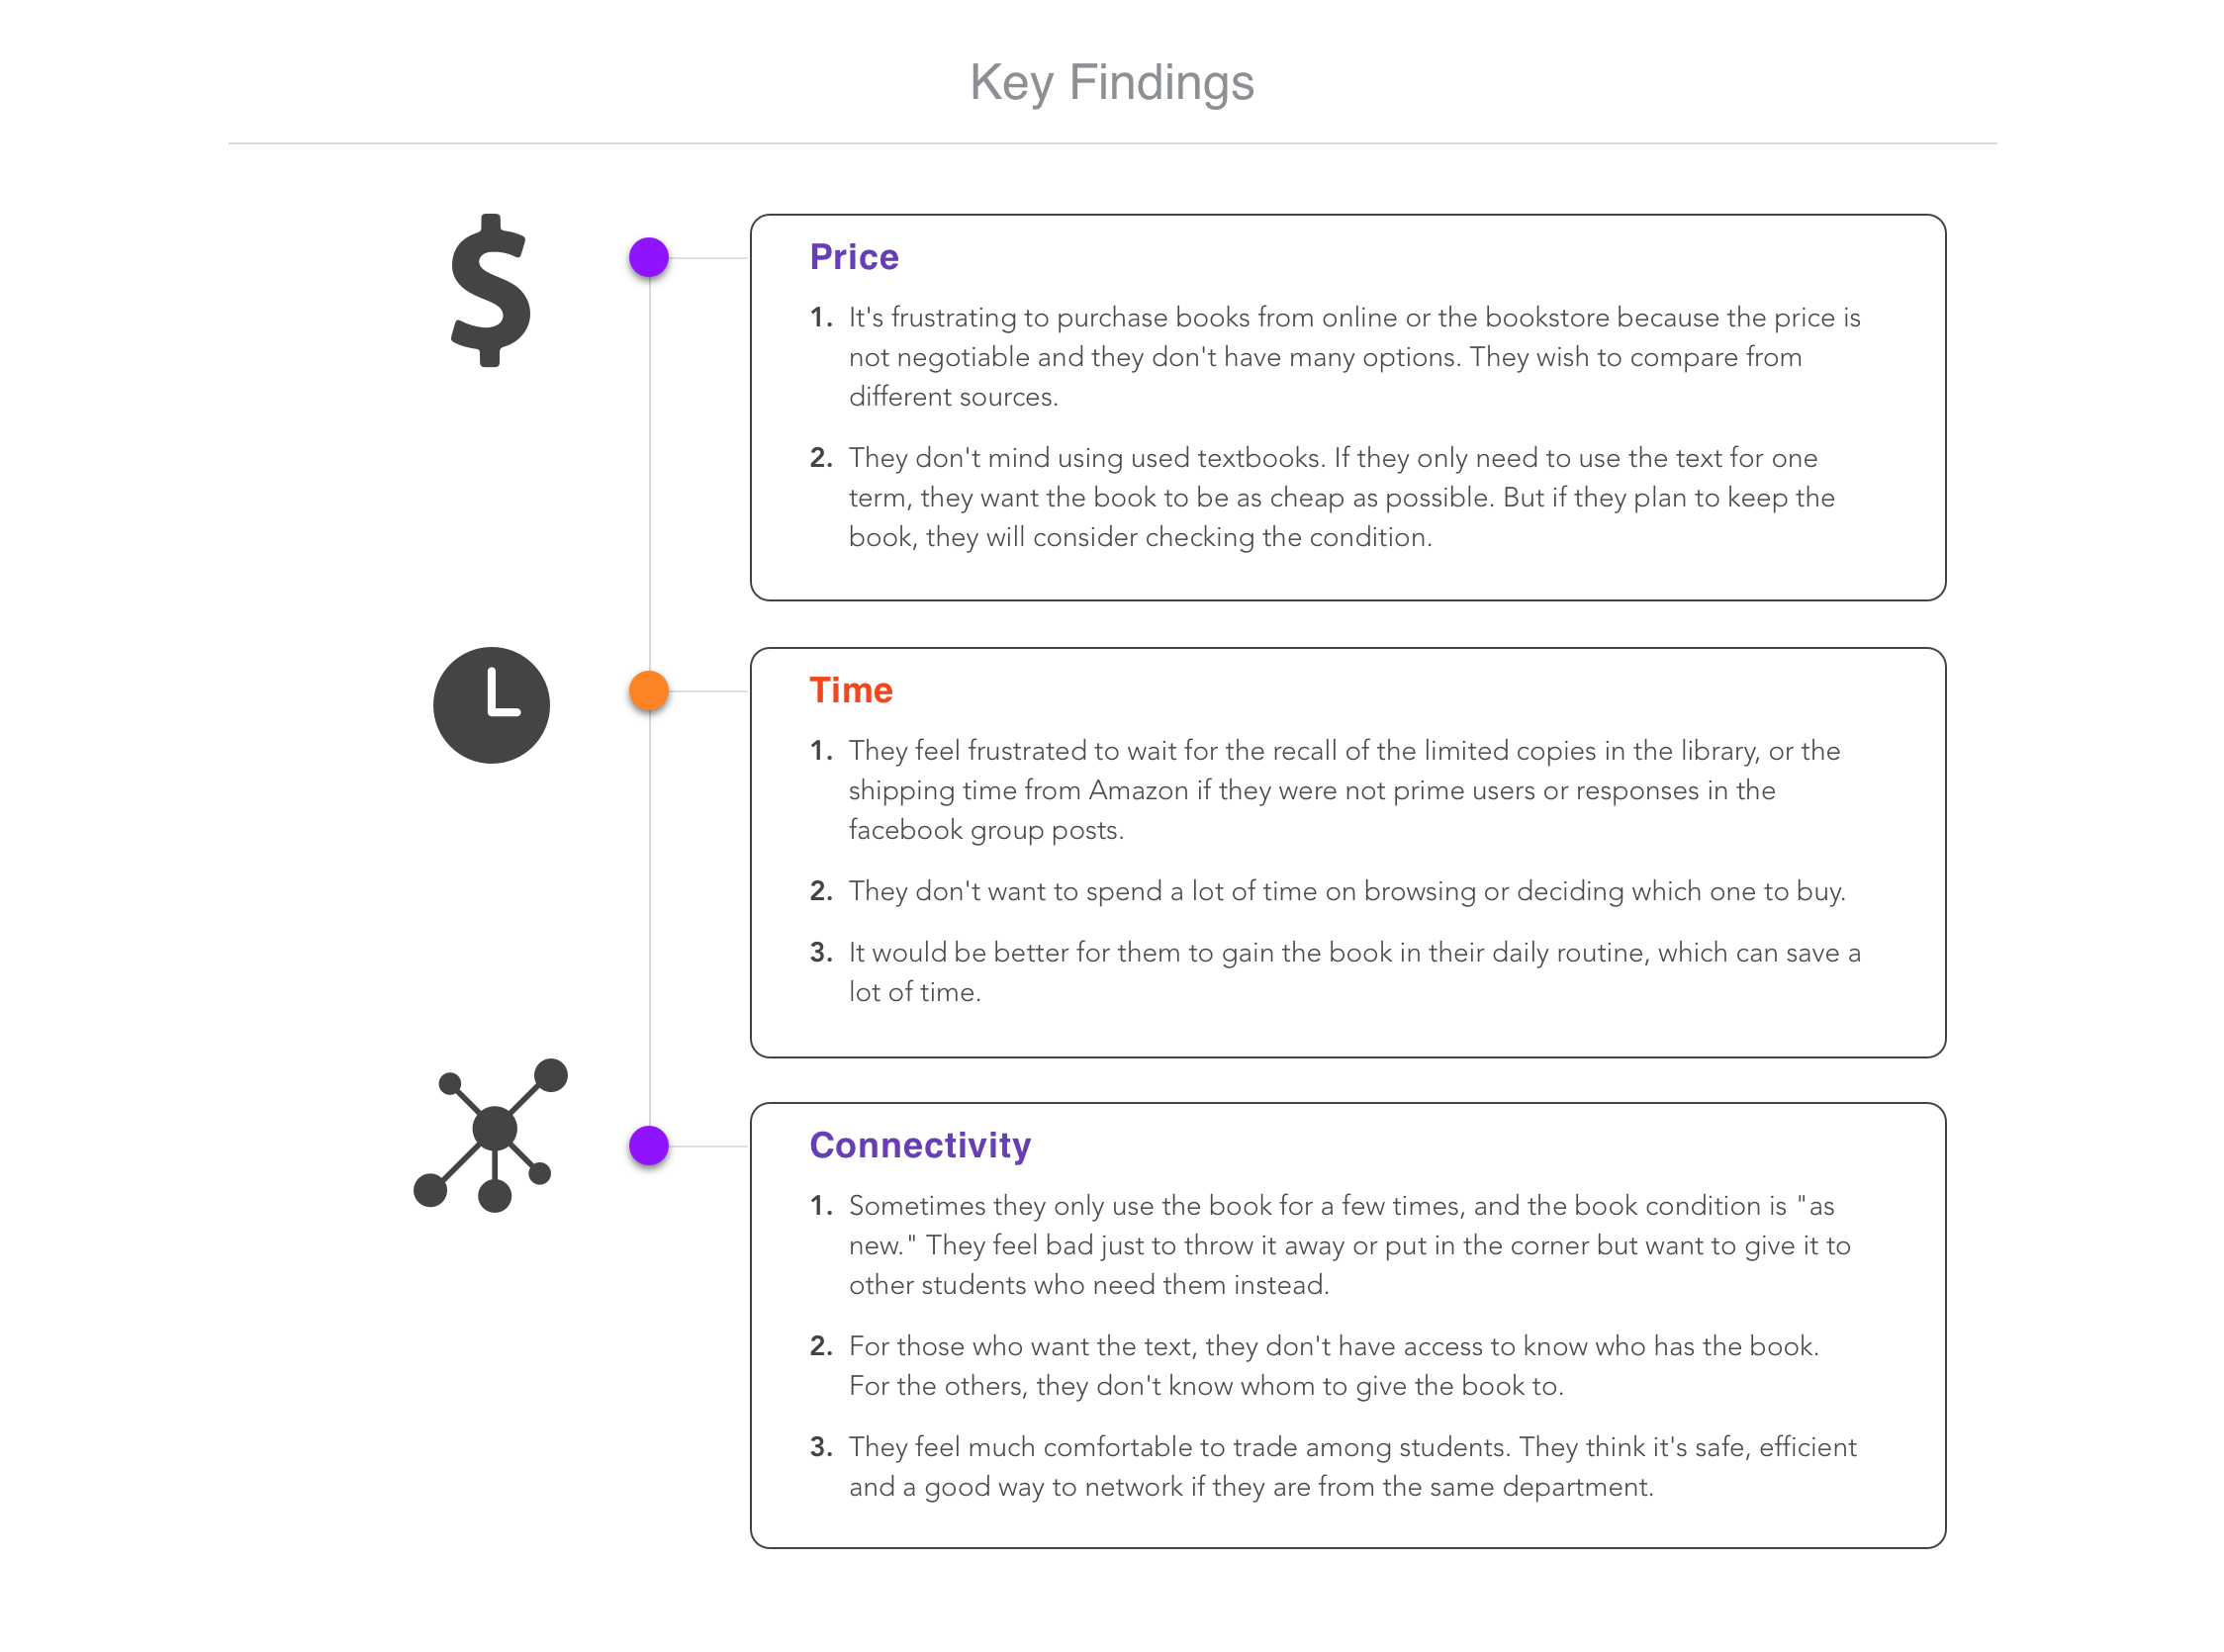 Key Findings
Price
1. It's frustrating to purchase books from online or the bookstore because the price is
not negotiable and they don't have many options. They wish to compare from
different sources.
2. They don't mind using used textbooks. If they only need to use the text for one
term, they want the book to be as cheap as possible. But if they plan to keep the
book, they will consider checking the condition.
Time
1. They feel frustrated to wait for the recall of the limited copies in the library, or the
shipping time from Amazon if they were not prime users or responses in the
facebook group posts.
2. They don't want to spend a lot of time on browsing or deciding which one to buy.
3. It would be better for them to gain the book in their daily routine, which can save a
lot of time.
Connectivity
1. Sometimes they only use the book for a few times, and the book condition is "as
new." They feel bad just to throw it away or put in the corner but want to give it to
other students who need them instead.
2. For those who want the text, they don't have access to know who has the book.
For the others, they don't know whom to give the book to.
3. They feel much comfortable to trade among students. They think it's safe, efficient
and a good way to network if they are from the same department.